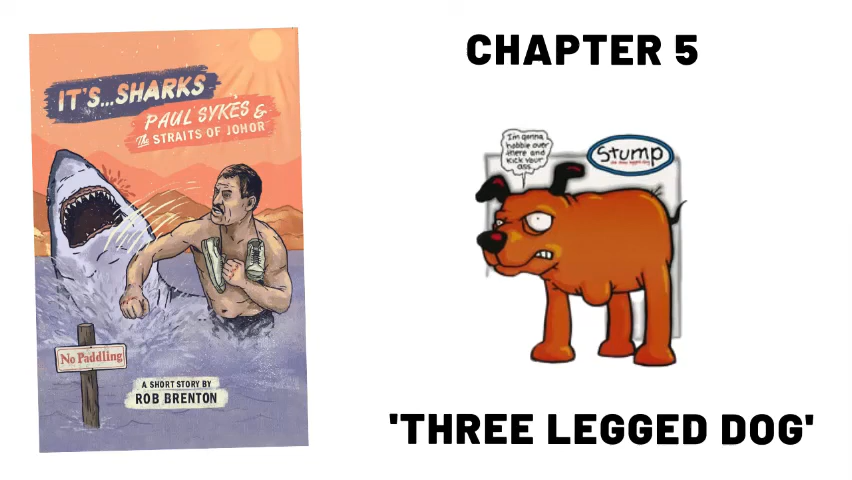 IT'S...SHARKS
PAUL SYKES &
The STRAITS OF JOHOR
No Paddling
A SHORT STORY BY
ROB BRENTON
CHAPTER 5
I'm gonna
hobble over
there and
kick your
ass.
Stump
'THREE LEGGED DOG'